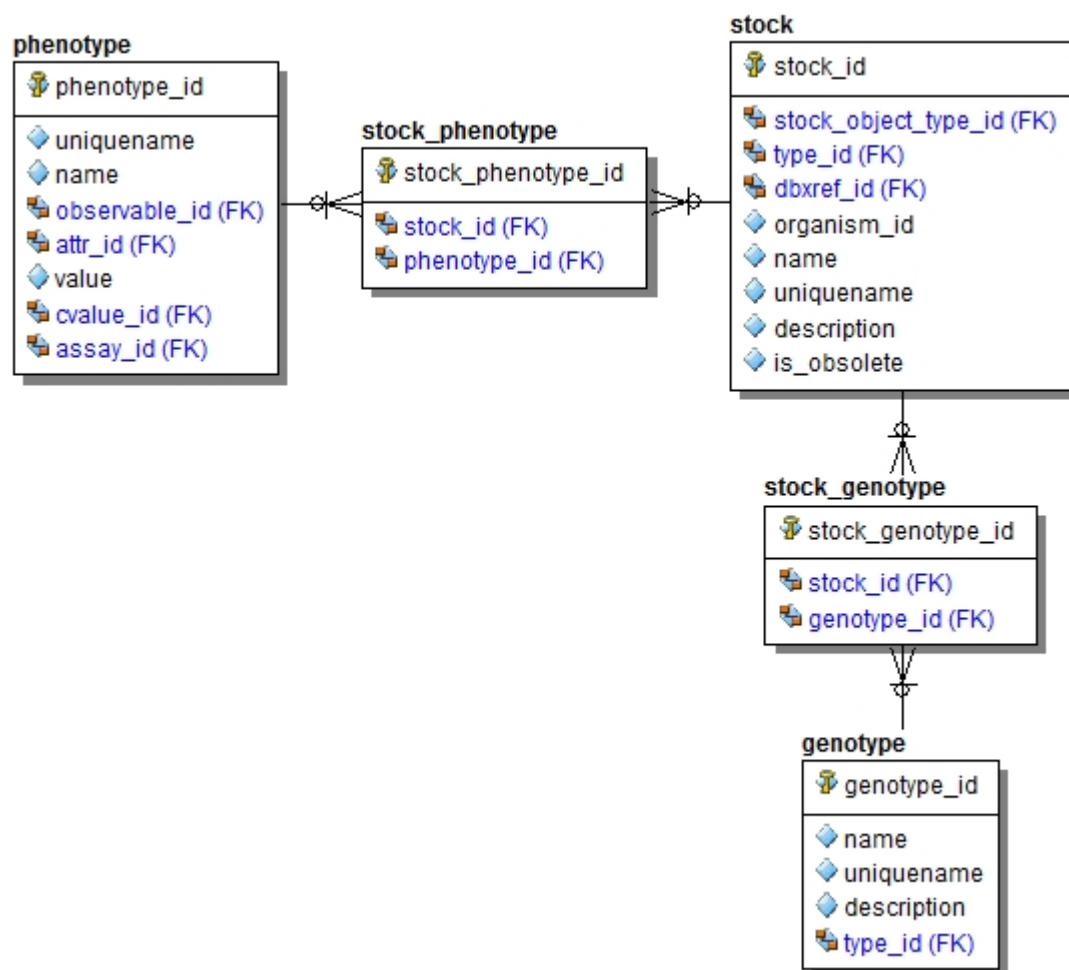 phenotype
phenotype_id
uniquename
name
observable_id (FK)
attr_id (FK)
value
cvalue_id (FK)
assay_id (FK)
stock_phenotype
stock_phenotype_id
stock_id (FK)
phenotype_id (FK)
stock
stock_id
stock_object_type_id (FK)
type_id (FK)
dbxref_id (FK)
organism_id
name
uniquename
description
is_obsolete
stock_genotype
stock_genotype_id
stock_id (FK)
genotype_id (FK)
genotype
genotype_id
name
uniquename
description
type_id (FK)